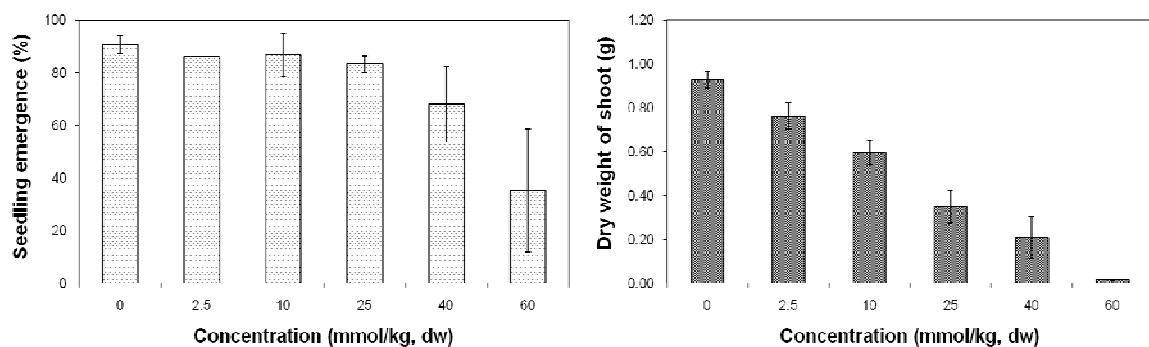 Seedling emergence (%)
100
80
60
40
20
0
0 2.5 10 25 40 60
Concentration (mmol/kg, dw)
Dry weight of shoot (g)
1.20
1.00
0.80
0.60
0.40
0.20
0.00
0 2.5 10 25 40 60
Concentration (mmol/kg, dw)